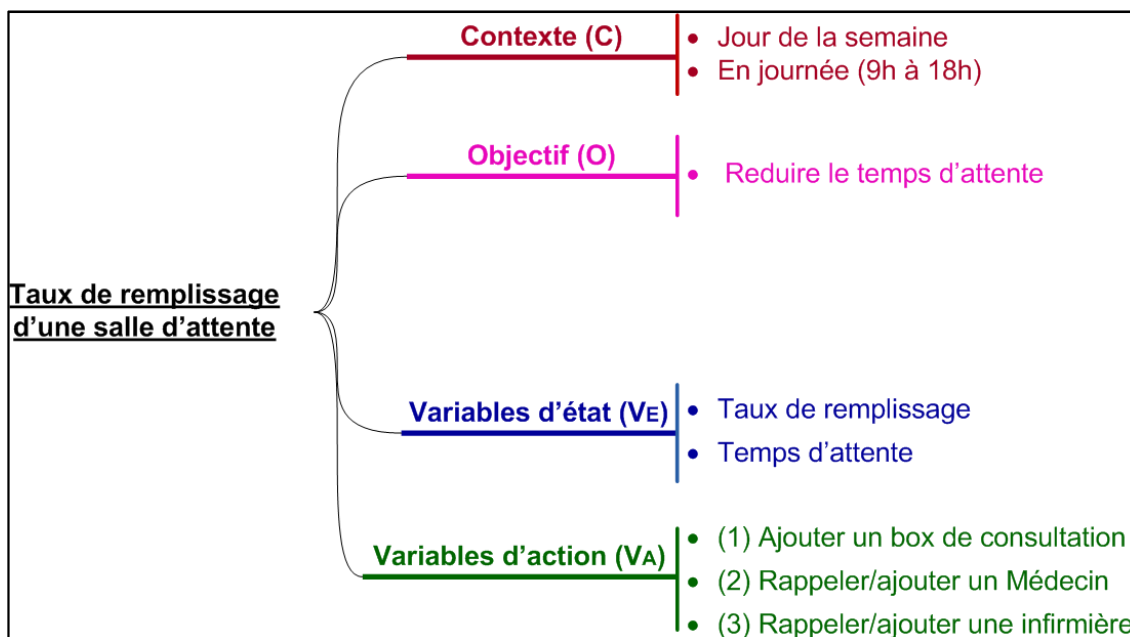 Contexte (C)
• Jour de la semaine
• En journée (9h à 18h)
Objectif (O)
• Reduire le temps d'attente
Taux de remplissage
d'une salle d'attente
Variables d'état (VE)
• Taux de remplissage
• Temps d'attente
Variables d'action (VA)
• (1) Ajouter un box de consultation
• (2) Rappeler/ajouter un Médecin
• (3) Rappeler/ajouter une infirmière